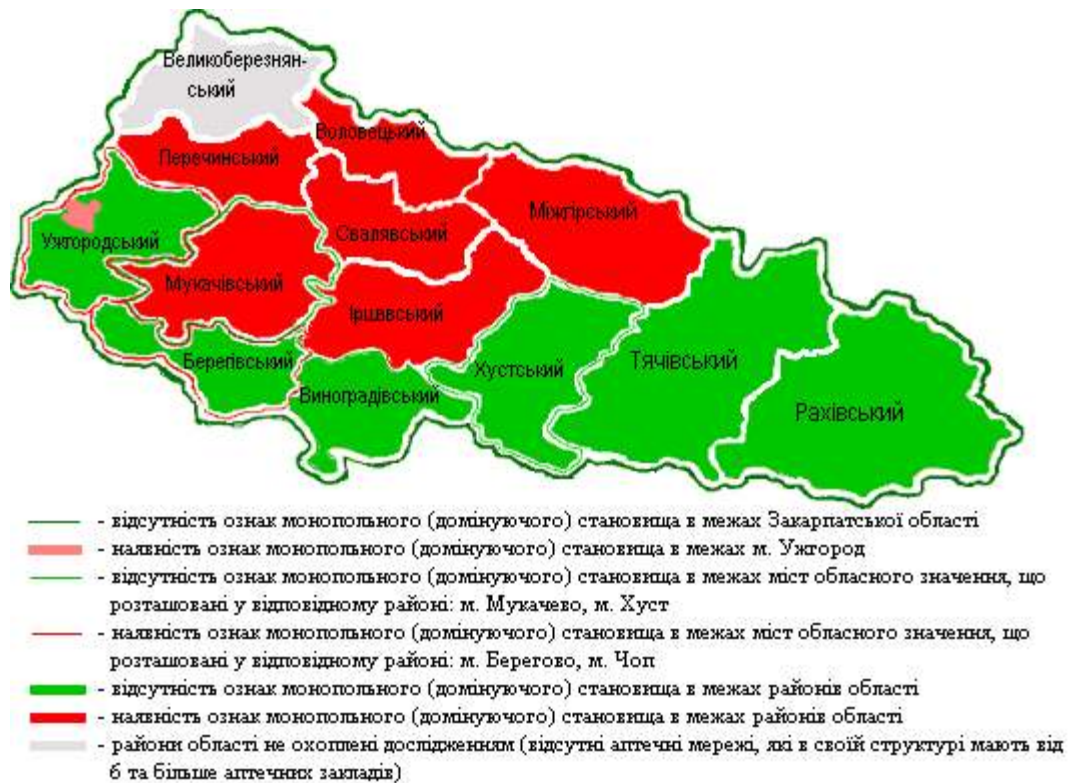 Великоберезнян-
ський
Воловецький
Перечинський
Міжгірський
Свалявський
Ужгородський
Мукачівський
Іршавський
Берегівський
Хустський
Тячівський
Виноградівський
Рахівський
- відсутність ознак монопольного (домінуючого) становища в межах Закарпатської області
- наявність ознак монопольного (домінуючого) становища в межах м. Ужгород
- відсутність ознак монопольного (домінуючого) становища в межах міст обласного значення, що
розташовані у відповідному районі: м. Мукачево, м. Хуст
- наявність ознак монопольного (домінуючого) становища в межах міст обласного значення, що
розташовані у відповідному районі: м. Берегово, м. Чоп
- відсутність ознак монопольного (домінуючого) становища в межах районів області
- наявність ознак монопольного (домінуючого) становища в межах районів області
- райони області не охоплені дослідженням (відсутні аптечні мережі, які в своїй структурі мають від
6 та більше аптечних закладів)